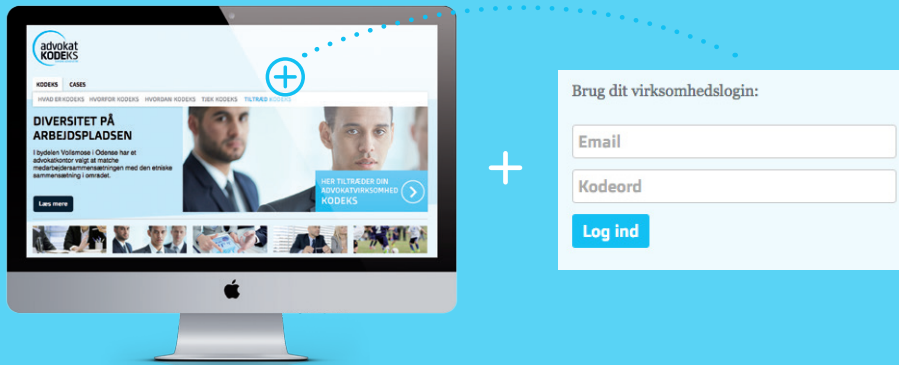 advokat
KODEKS
KODEKS CASES
HVAD ER KODEKS HVORFOR KODEKS HVORDAN KODEKS TJEK KODEKS TILTRÆD KODEKS
DIVERSITET PÅ
ARBEJDSPLADSEN
I bydelen Vollsmose i Odense har et
advokatkontor valgt at matche
medarbejdersammensætningen med den etniske
sammensætning i området.
Læs mere
HER TILTRÆDER DIN
ADVOKATVIRKSOMHED
KODEKS
Brug dit virksomhedslogin:
Email
Kodeord
Log ind